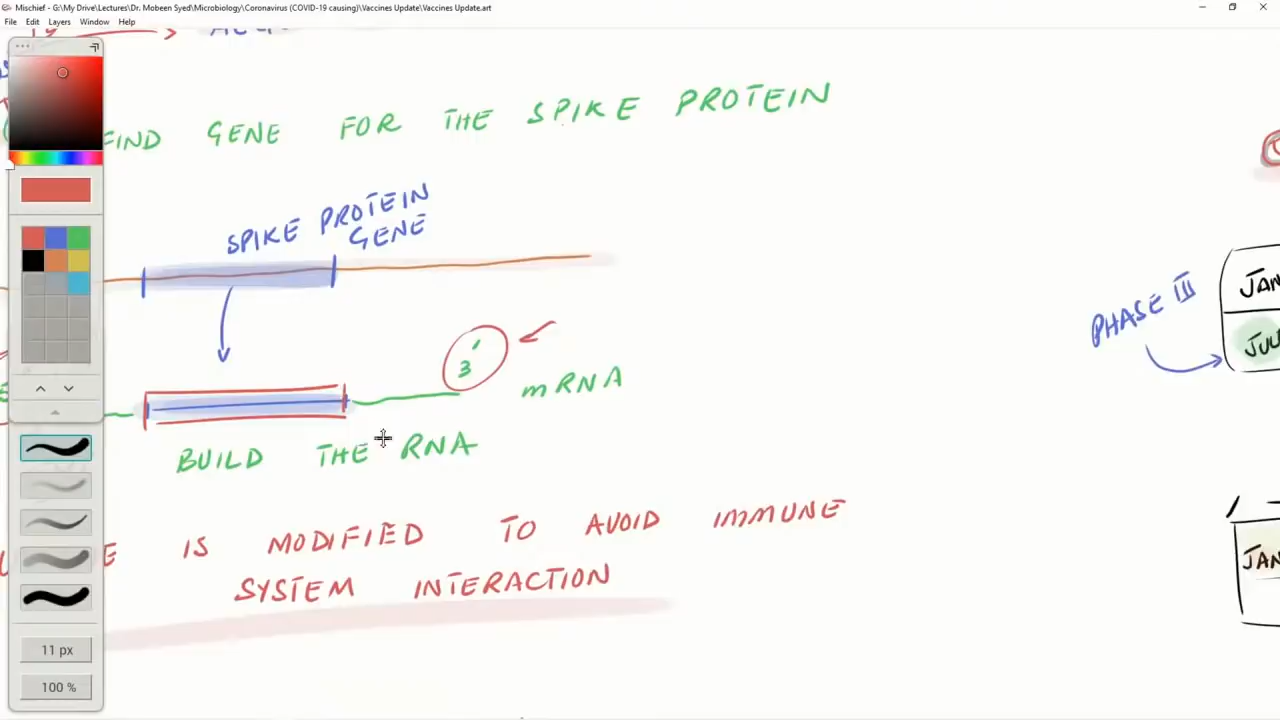 Mischief - G:\My Drive\Lectures\Dr. Mobeen Syed\Microbiology\Coronavirus (COVID-19 causing)\Vaccines Update\Vaccines Update.art
File Edit Layers Window Help
FIND GENE FOR THE SPIKE PROTEIN
SPIKE PROTEIN
GENE
PHASE III
JAN
JUL
3'
mRNA
BUILD THE RNA
IS MODIFIED TO AVOID IMMUNE
SYSTEM INTERACTION
JAN
11 px
100 %